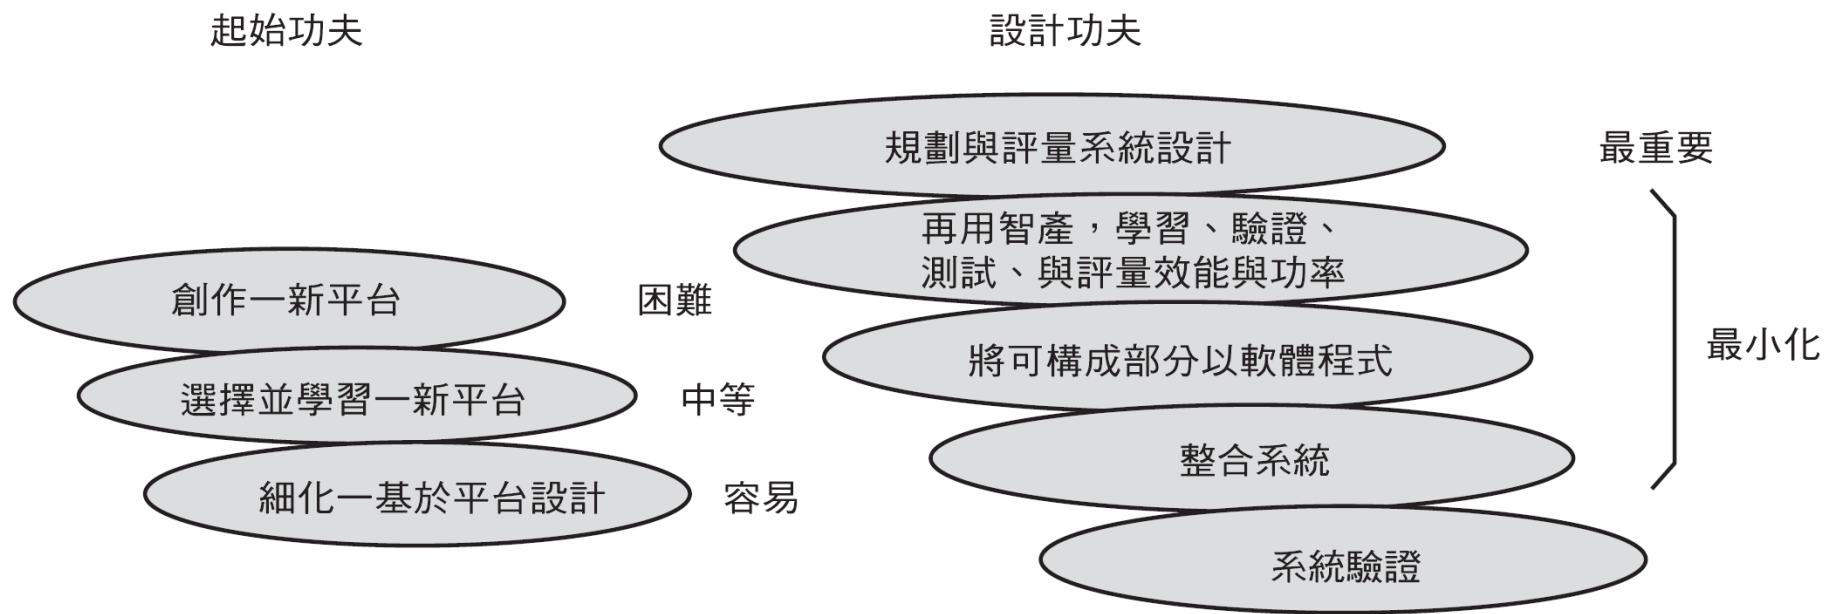 起始功夫
設計功夫
規劃與評量系統設計
最重要
再用智產，學習、驗證、
測試、與評量效能與功率
創作一新平台
困難
將可構成部分以軟體程式
最小化
選擇並學習一新平台
中等
整合系統
細化一基於平台設計
容易
系統驗證